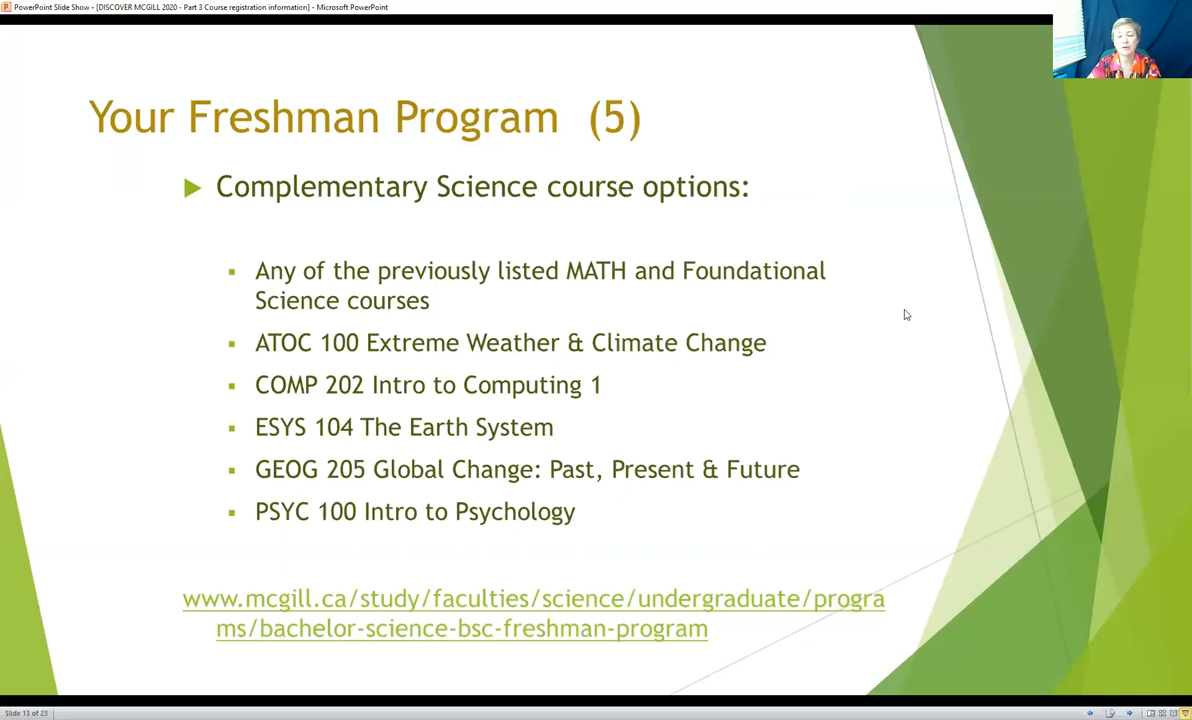 PowerPoint Slide Show - [DISCOVER MCGILL 2020 - Part 3 Course registration information] - Microsoft PowerPoint
Your Freshman Program (5)
Complementary Science course options:
Any of the previously listed MATH and Foundational
Science courses
ATOC 100 Extreme Weather & Climate Change
COMP 202 Intro to Computing 1
ESYS 104 The Earth System
GEOG 205 Global Change: Past, Present & Future
PSYC 100 Intro to Psychology
www.mcgill.ca/study/faculties/science/undergraduate/progra
ms/bachelor-science-bsc-freshman-program
Slide 13 of 23